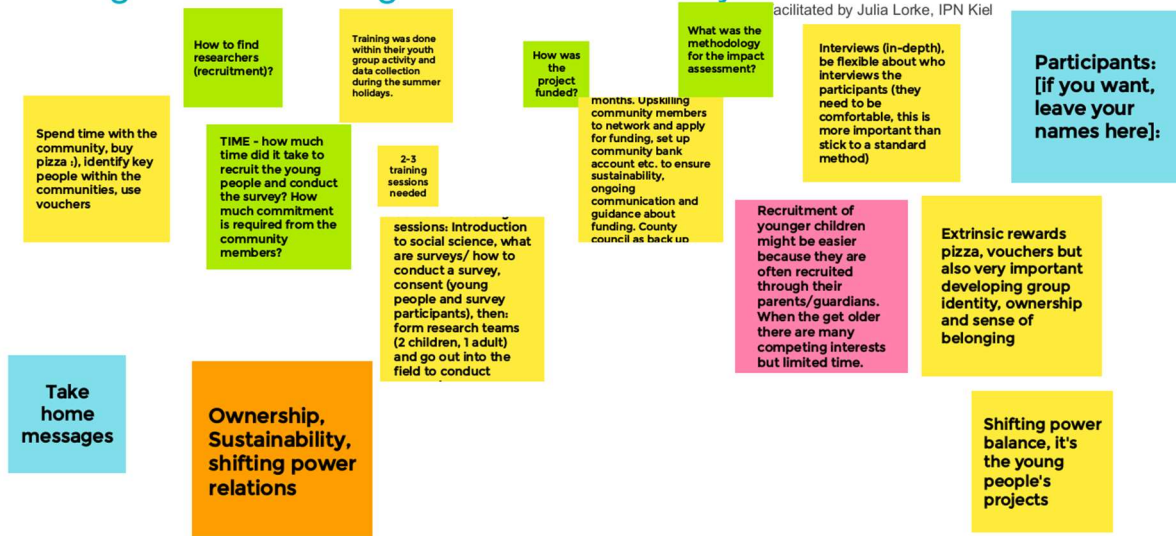 acilitated by Julia Lorke, IPN Kiel
How to find
researchers
(recruitment)?
Training was done
within their youth
group activity and
data collection
during the summer
holidays.
How was
the
project
funded?
What was the
methodology
for the impact
assessment?
Interviews (in-depth),
be flexible about who
interviews the
participants (they
need to be
comfortable, this is
more important than
stick to a standard
method)
Participants:
[if you want,
leave your
names here]:
Spend time with the
community, buy
pizza :), identify key
people within the
communities, use
vouchers
TIME - how much
time did it take to
recruit the young
people and conduct
the survey? How
much commitment
is required from the
community
members?
2-3
training
sessions
needed
months. Upskilling
community members
to network and apply
for funding, set up
community bank
account etc. to ensure
sustainability,
ongoing
communication and
guidance about
funding. County
council as back up
sessions: Introduction
to social science, what
are surveys/ how to
conduct a survey,
consent (young
people and survey
participants), then:
form research teams
(2 children, 1 adult)
and go out into the
field to conduct
Recruitment of
younger children
might be easier
because they are
often recruited
through their
parents/guardians.
When the get older
there are many
competing interests
but limited time.
Extrinsic rewards
pizza, vouchers but
also very important
developing group
identity, ownership
and sense of
belonging
Take
home
messages
Ownership,
Sustainability,
shifting power
relations
Shifting power
balance, it's
the young
people's
projects